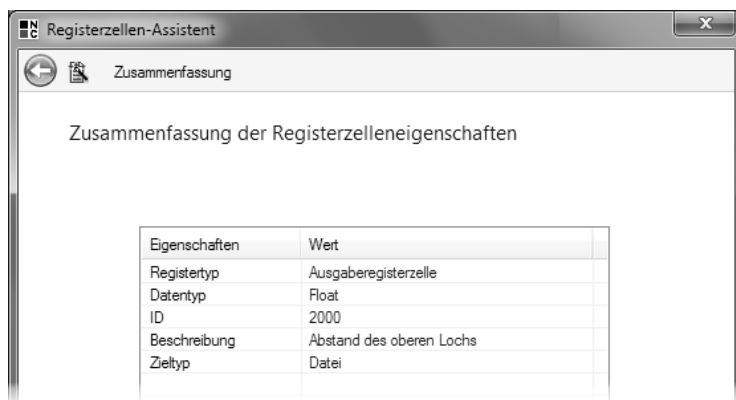 NC Registerzellen-Assistent x
Zusammenfassung
Zusammenfassung der Registerzelleneigenschaften
Eigenschaften Wert
Registertyp Ausgaberegisterzelle
Datentyp Float
ID 2000
Beschreibung Abstand des oberen Lochs
Zieltyp Datei